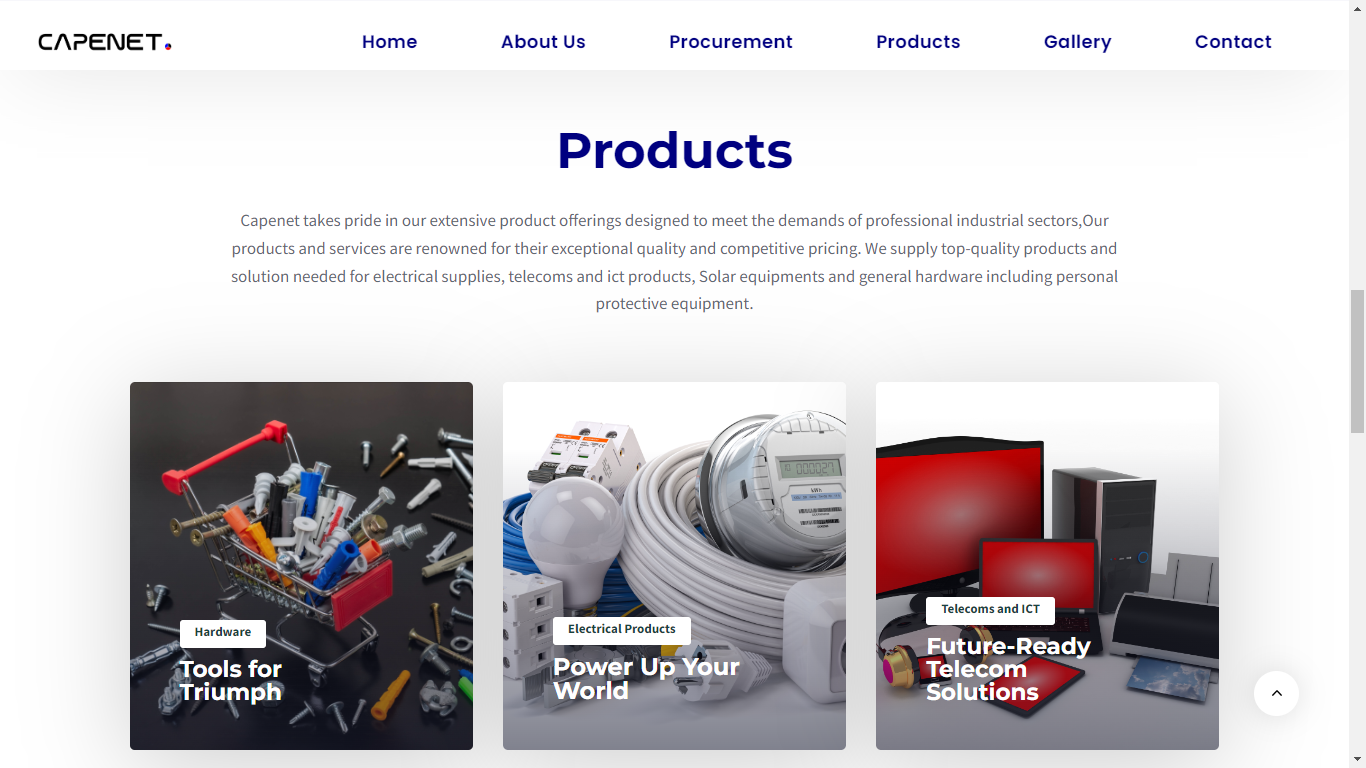 CAPENET.
Home About Us Procurement Products Gallery Contact
Products
Capenet takes pride in our extensive product offerings designed to meet the demands of professional industrial sectors,Our
products and services are renowned for their exceptional quality and competitive pricing. We supply top-quality products and
solution needed for electrical supplies, telecoms and ict products, Solar equipments and general hardware including personal
protective equipment.
Hardware
Tools for
Triumph
Electrical Products
Power Up Your
World
Telecoms and ICT
Future-Ready
Telecom
Solutions